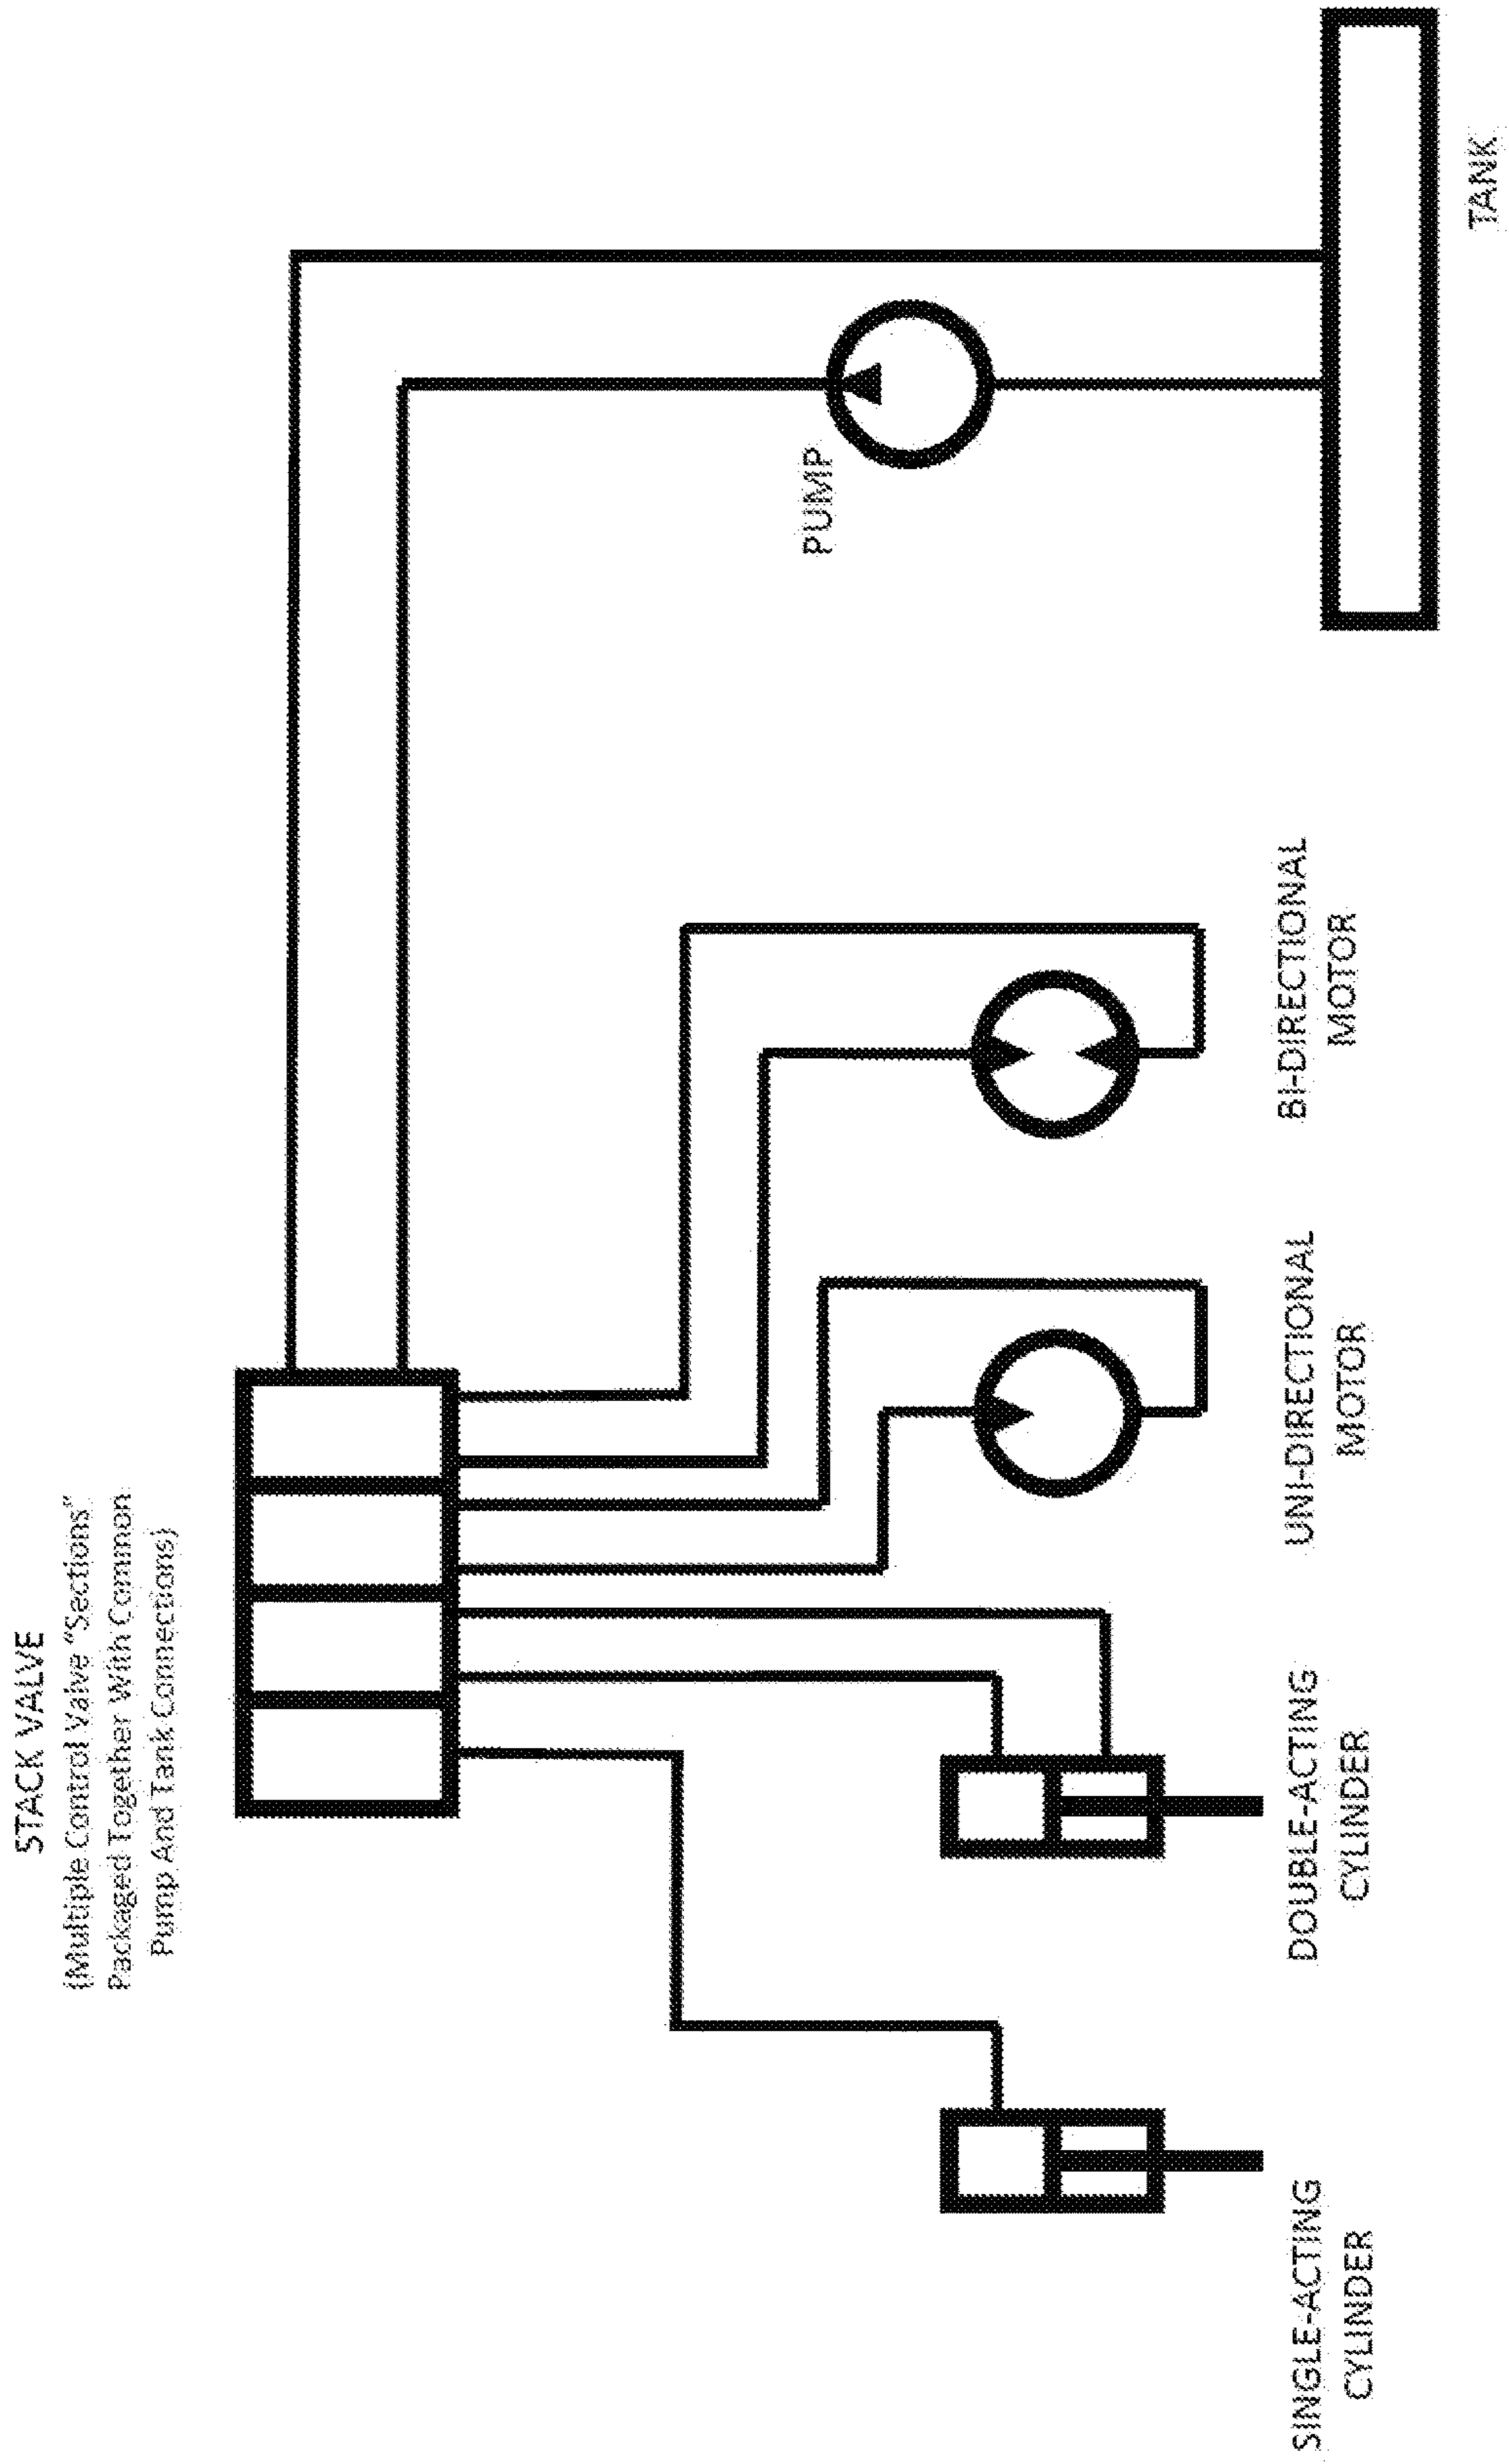 STACK VALVE
(Multiple Control Valve "Sections"
Packaged Together With Common
Pump And Tank Connections)
SINGLE-ACTING
CYLINDER
DOUBLE-ACTING
CYLINDER
UNI-DIRECTIONAL
MOTOR
BI-DIRECTIONAL
MOTOR
PUMP
TANK